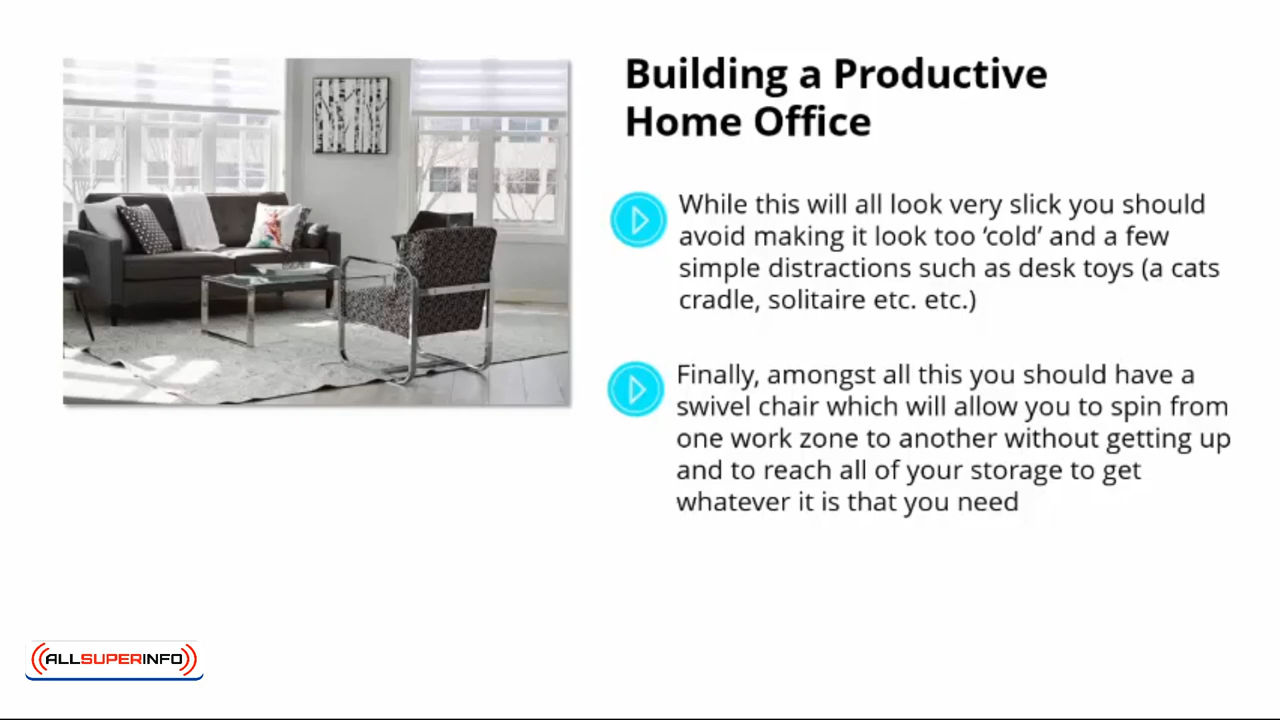 Building a Productive
Home Office
While this will all look very slick you should
avoid making it look too ‘cold’ and a few
simple distractions such as desk toys (a cats
cradle, solitaire etc. etc.)
Finally, amongst all this you should have a
swivel chair which will allow you to spin from
one work zone to another without getting up
and to reach all of your storage to get
whatever it is that you need
ALLSUPERINFO